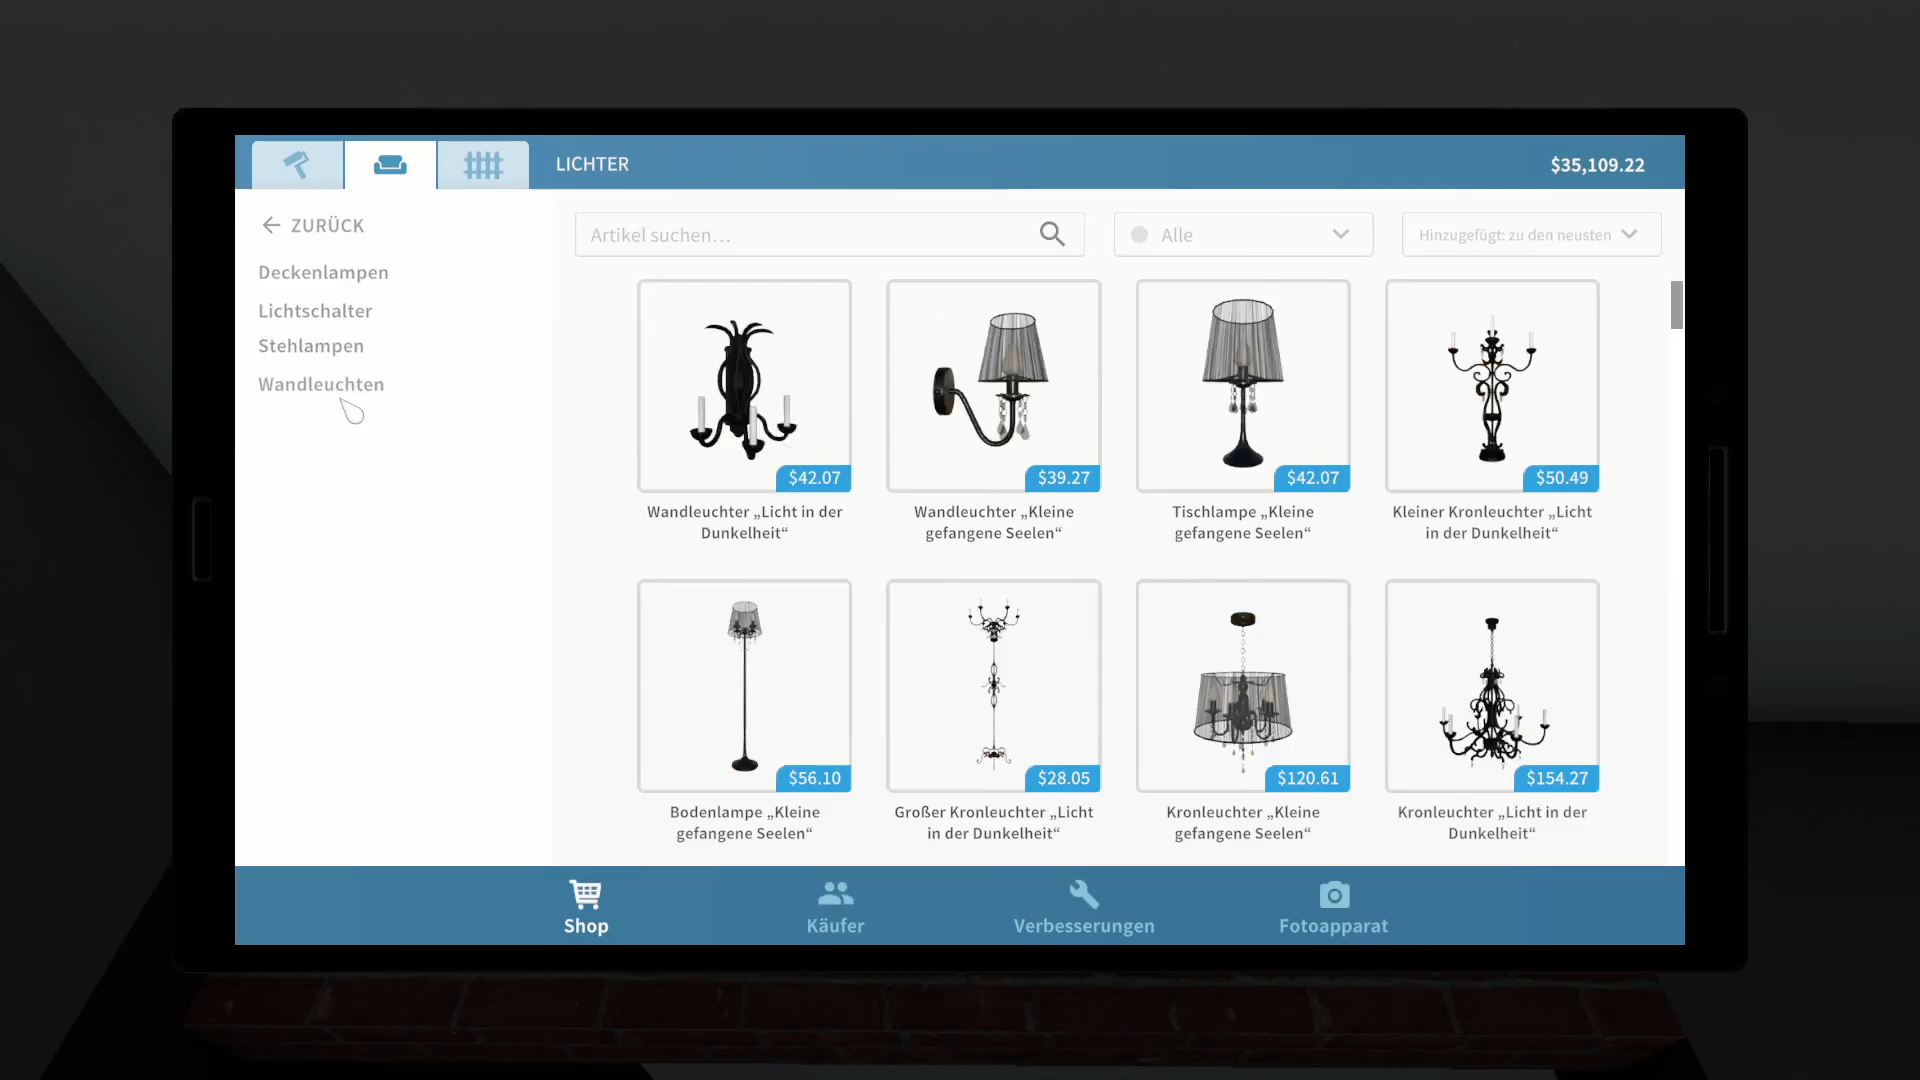 LICHTER
$35,109.22
ZURÜCK
Deckenlampen
Lichtschalter
Stehlampen
Wandleuchten
Artikel suchen…
Alle
Hinzugefügt: zu den neusten
$42.07
$39.27
$42.07
$50.49
Wandleuchter „Licht in der
Dunkelheit“
Wandleuchter „Kleine
gefangene Seelen“
Tischlampe „Kleine
gefangene Seelen“
Kleiner Kronleuchter „Licht
in der Dunkelheit“
$56.10
$28.05
$120.61
$154.27
Bodenlampe „Kleine
gefangene Seelen“
Großer Kronleuchter „Licht
in der Dunkelheit“
Kronleuchter „Kleine
gefangene Seelen“
Kronleuchter „Licht in der
Dunkelheit“
Shop
Käufer
Verbesserungen
Fotoapparat